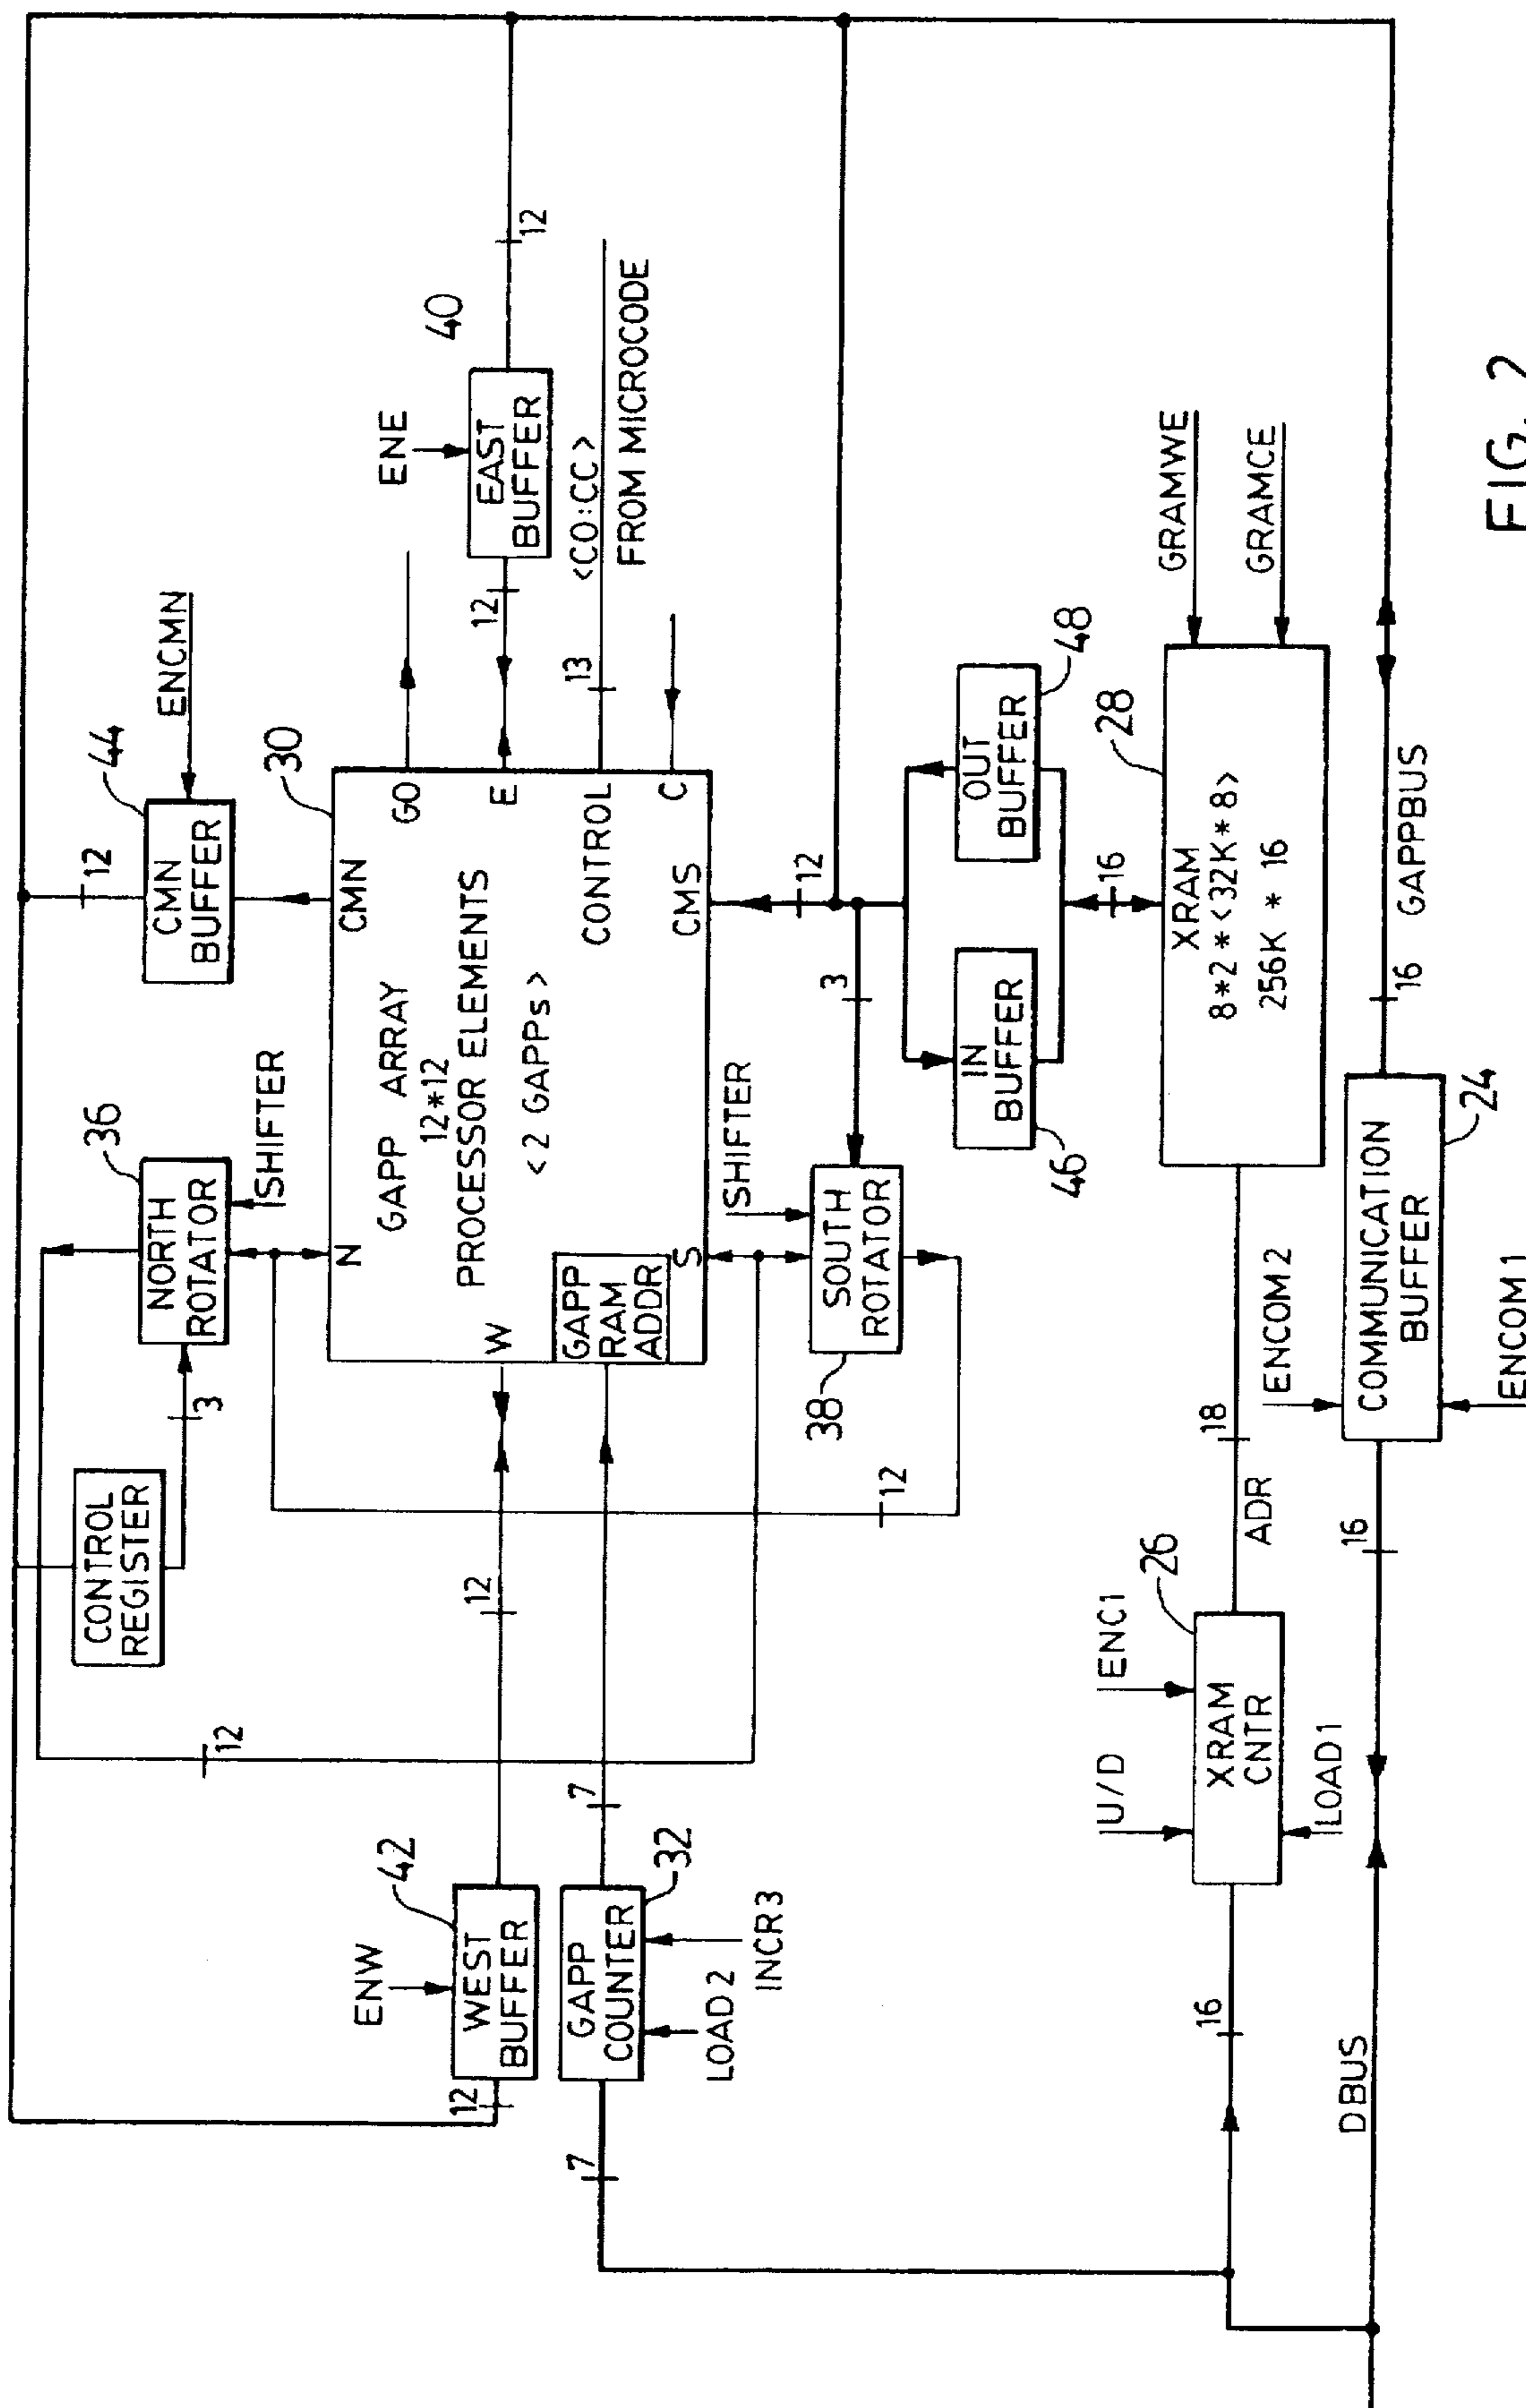 CONTROL
REGISTER
3
36
NORTH
ROTATOR
SHIFTER
12
44
CMN
BUFFER
ENCMN
12
ENW
42
WEST
BUFFER
12
12
GAPP
COUNTER
32
LOAD2
INCR3
7
7
30
N
CMN
W
GAPP ARRAY
12*12
PROCESSOR ELEMENTS
<2 GAPPs>
GAPP
RAM
ADDR
S
CMS
GO
E
CONTROL
C
ENE
40
EAST
BUFFER
12
12
13
<CO:CC>
FROM MICROCODE
SHIFTER
SOUTH
ROTATOR
38
12
3
12
IN
BUFFER
46
OUT
BUFFER
48
16
28
XRAM
8*2*<32K*8>
256K * 16
GRAMWE
GRAMCE
U/D
ENC1
26
XRAM
CNTR
LOAD1
16
18
ADR
ENCOM2
COMMUNICATION
BUFFER
24
ENCOM1
16
16
DBUS
GAPPBUS
FIG. 2